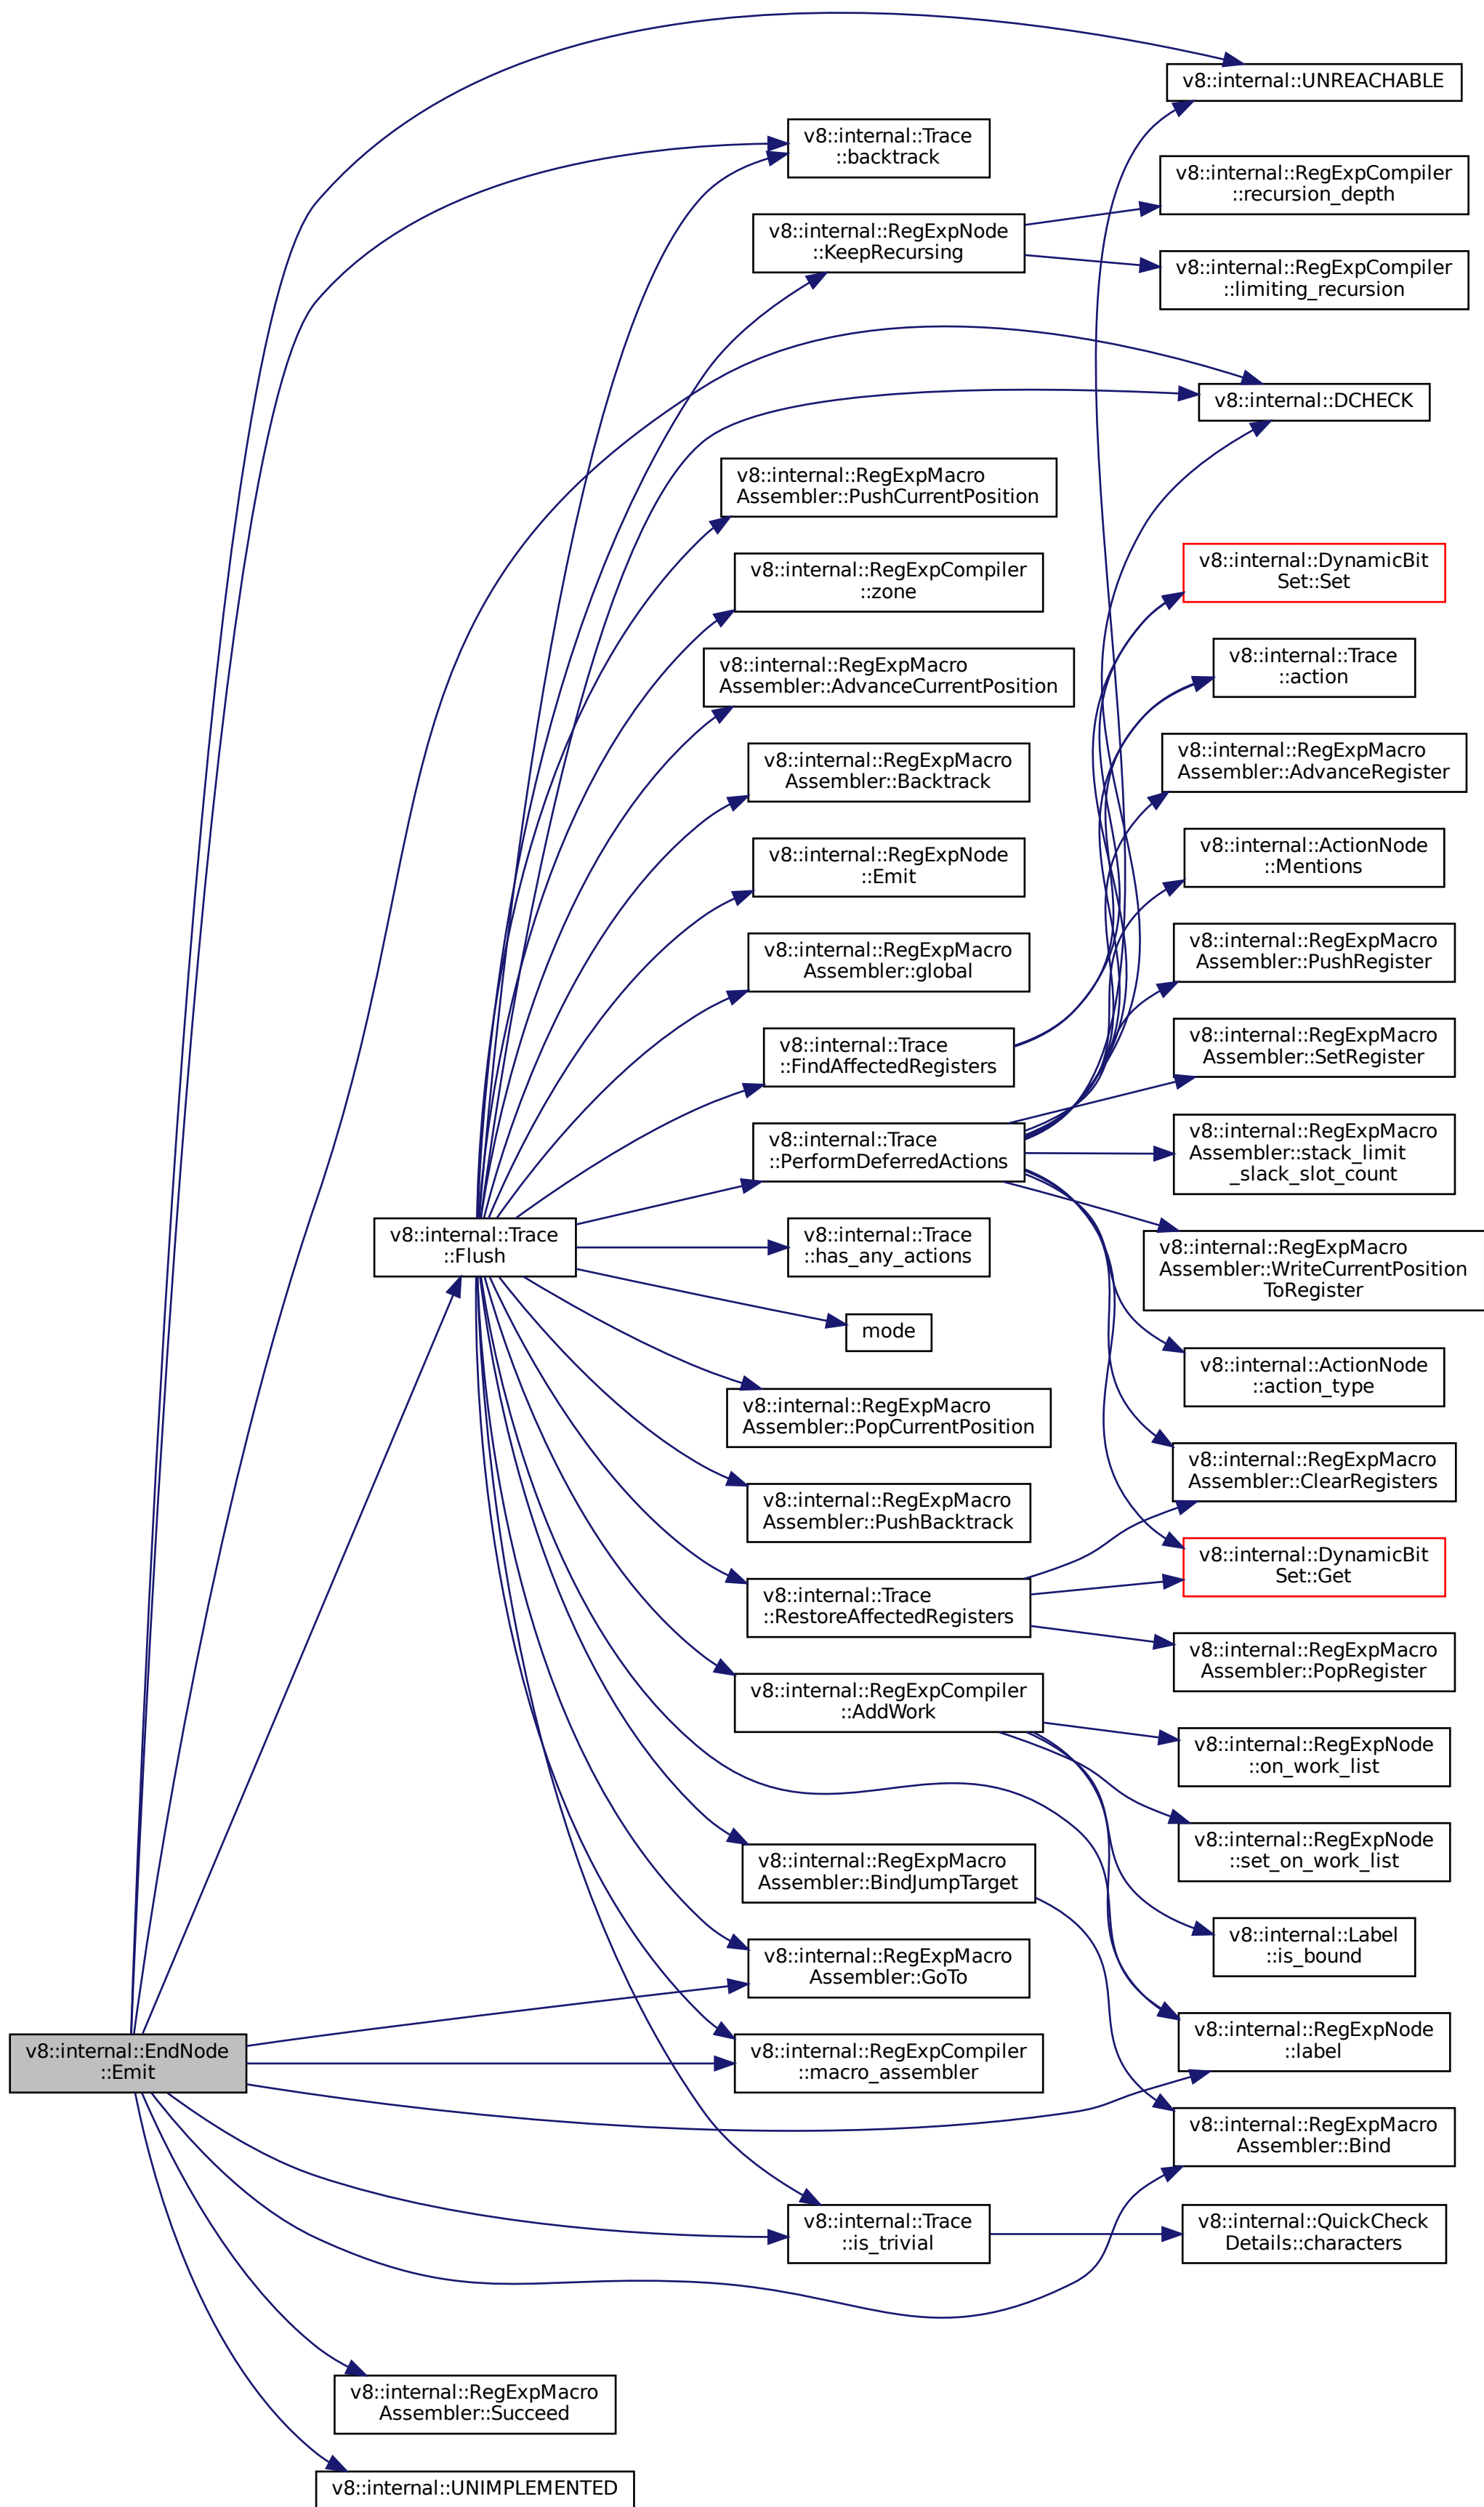 v8::internal::UNREACHABLE
v8::internal::Trace
::backtrack
v8::internal::RegExpCompiler
::recursion_depth
v8::internal::RegExpNode
::KeepRecursing
v8::internal::RegExpCompiler
::limiting_recursion
v8::internal::DCHECK
v8::internal::RegExpMacro
Assembler::PushCurrentPosition
v8::internal::DynamicBit
Set::Set
v8::internal::RegExpCompiler
::zone
v8::internal::Trace
::action
v8::internal::RegExpMacro
Assembler::AdvanceCurrentPosition
v8::internal::RegExpMacro
Assembler::AdvanceRegister
v8::internal::RegExpMacro
Assembler::Backtrack
v8::internal::ActionNode
::Mentions
v8::internal::RegExpNode
::Emit
v8::internal::RegExpMacro
Assembler::PushRegister
v8::internal::RegExpMacro
Assembler::global
v8::internal::RegExpMacro
Assembler::SetRegister
v8::internal::Trace
::FindAffectedRegisters
v8::internal::RegExpMacro
Assembler::stack_limit
_slack_slot_count
v8::internal::Trace
::PerformDeferredActions
v8::internal::Trace
::Flush
v8::internal::Trace
::has_any_actions
v8::internal::RegExpMacro
Assembler::WriteCurrentPosition
ToRegister
mode
v8::internal::ActionNode
::action_type
v8::internal::RegExpMacro
Assembler::PopCurrentPosition
v8::internal::RegExpMacro
Assembler::ClearRegisters
v8::internal::RegExpMacro
Assembler::PushBacktrack
v8::internal::DynamicBit
Set::Get
v8::internal::Trace
::RestoreAffectedRegisters
v8::internal::RegExpMacro
Assembler::PopRegister
v8::internal::RegExpCompiler
::AddWork
v8::internal::RegExpNode
::on_work_list
v8::internal::RegExpNode
::set_on_work_list
v8::internal::RegExpMacro
Assembler::BindJumpTarget
v8::internal::Label
::is_bound
v8::internal::RegExpMacro
Assembler::GoTo
v8::internal::RegExpNode
::label
v8::internal::EndNode
::Emit
v8::internal::RegExpCompiler
::macro_assembler
v8::internal::RegExpMacro
Assembler::Bind
v8::internal::Trace
::is_trivial
v8::internal::QuickCheck
Details::characters
v8::internal::RegExpMacro
Assembler::Succeed
v8::internal::UNIMPLEMENTED